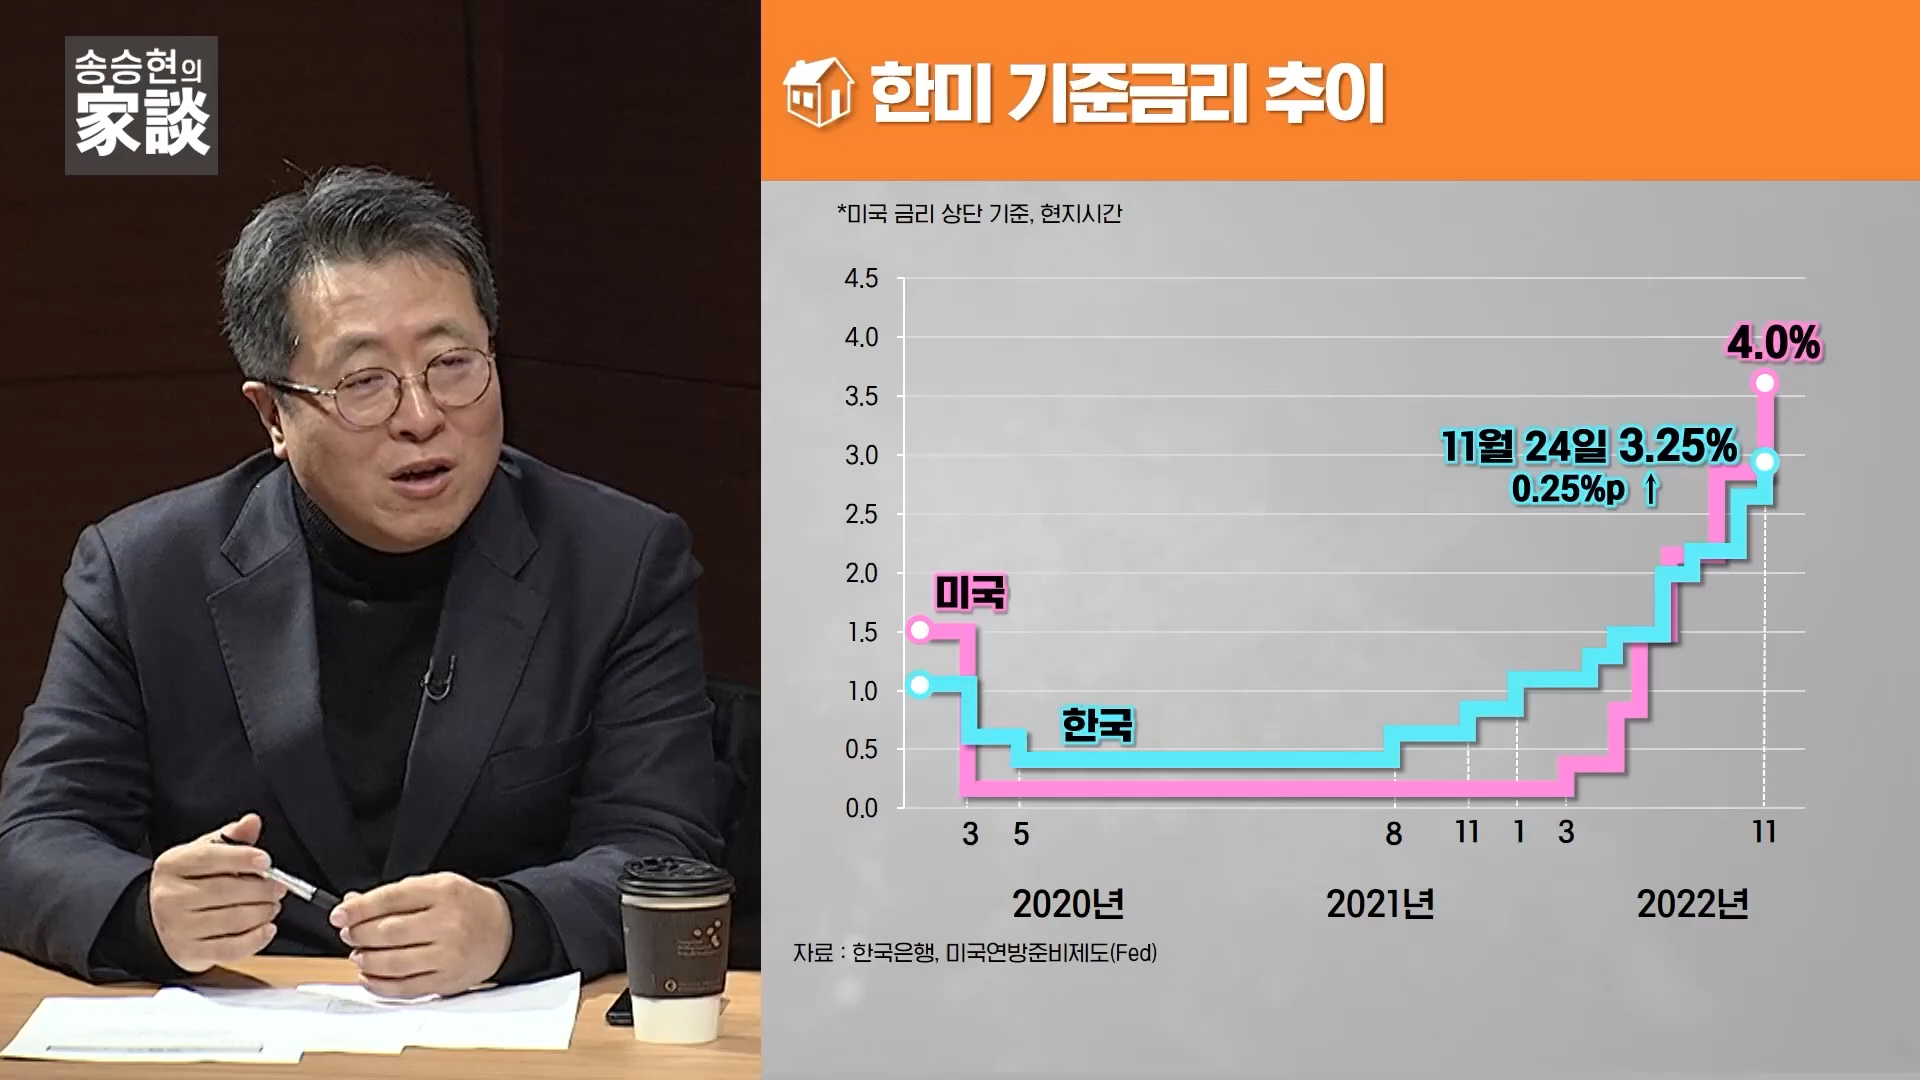 송승현의
家談
한미 기준금리 추이
*미국 금리 상단 기준, 현지시간
4.5
4.0
3.5
3.0
2.5
2.0
1.5
1.0
0.5
0.0
4.0%
11월 24일 3.25%
0.25%p ↑
미국
한국
3 5 8 11 1 3 11
2020년 2021년 2022년
자료 : 한국은행, 미국연방준비제도(Fed)